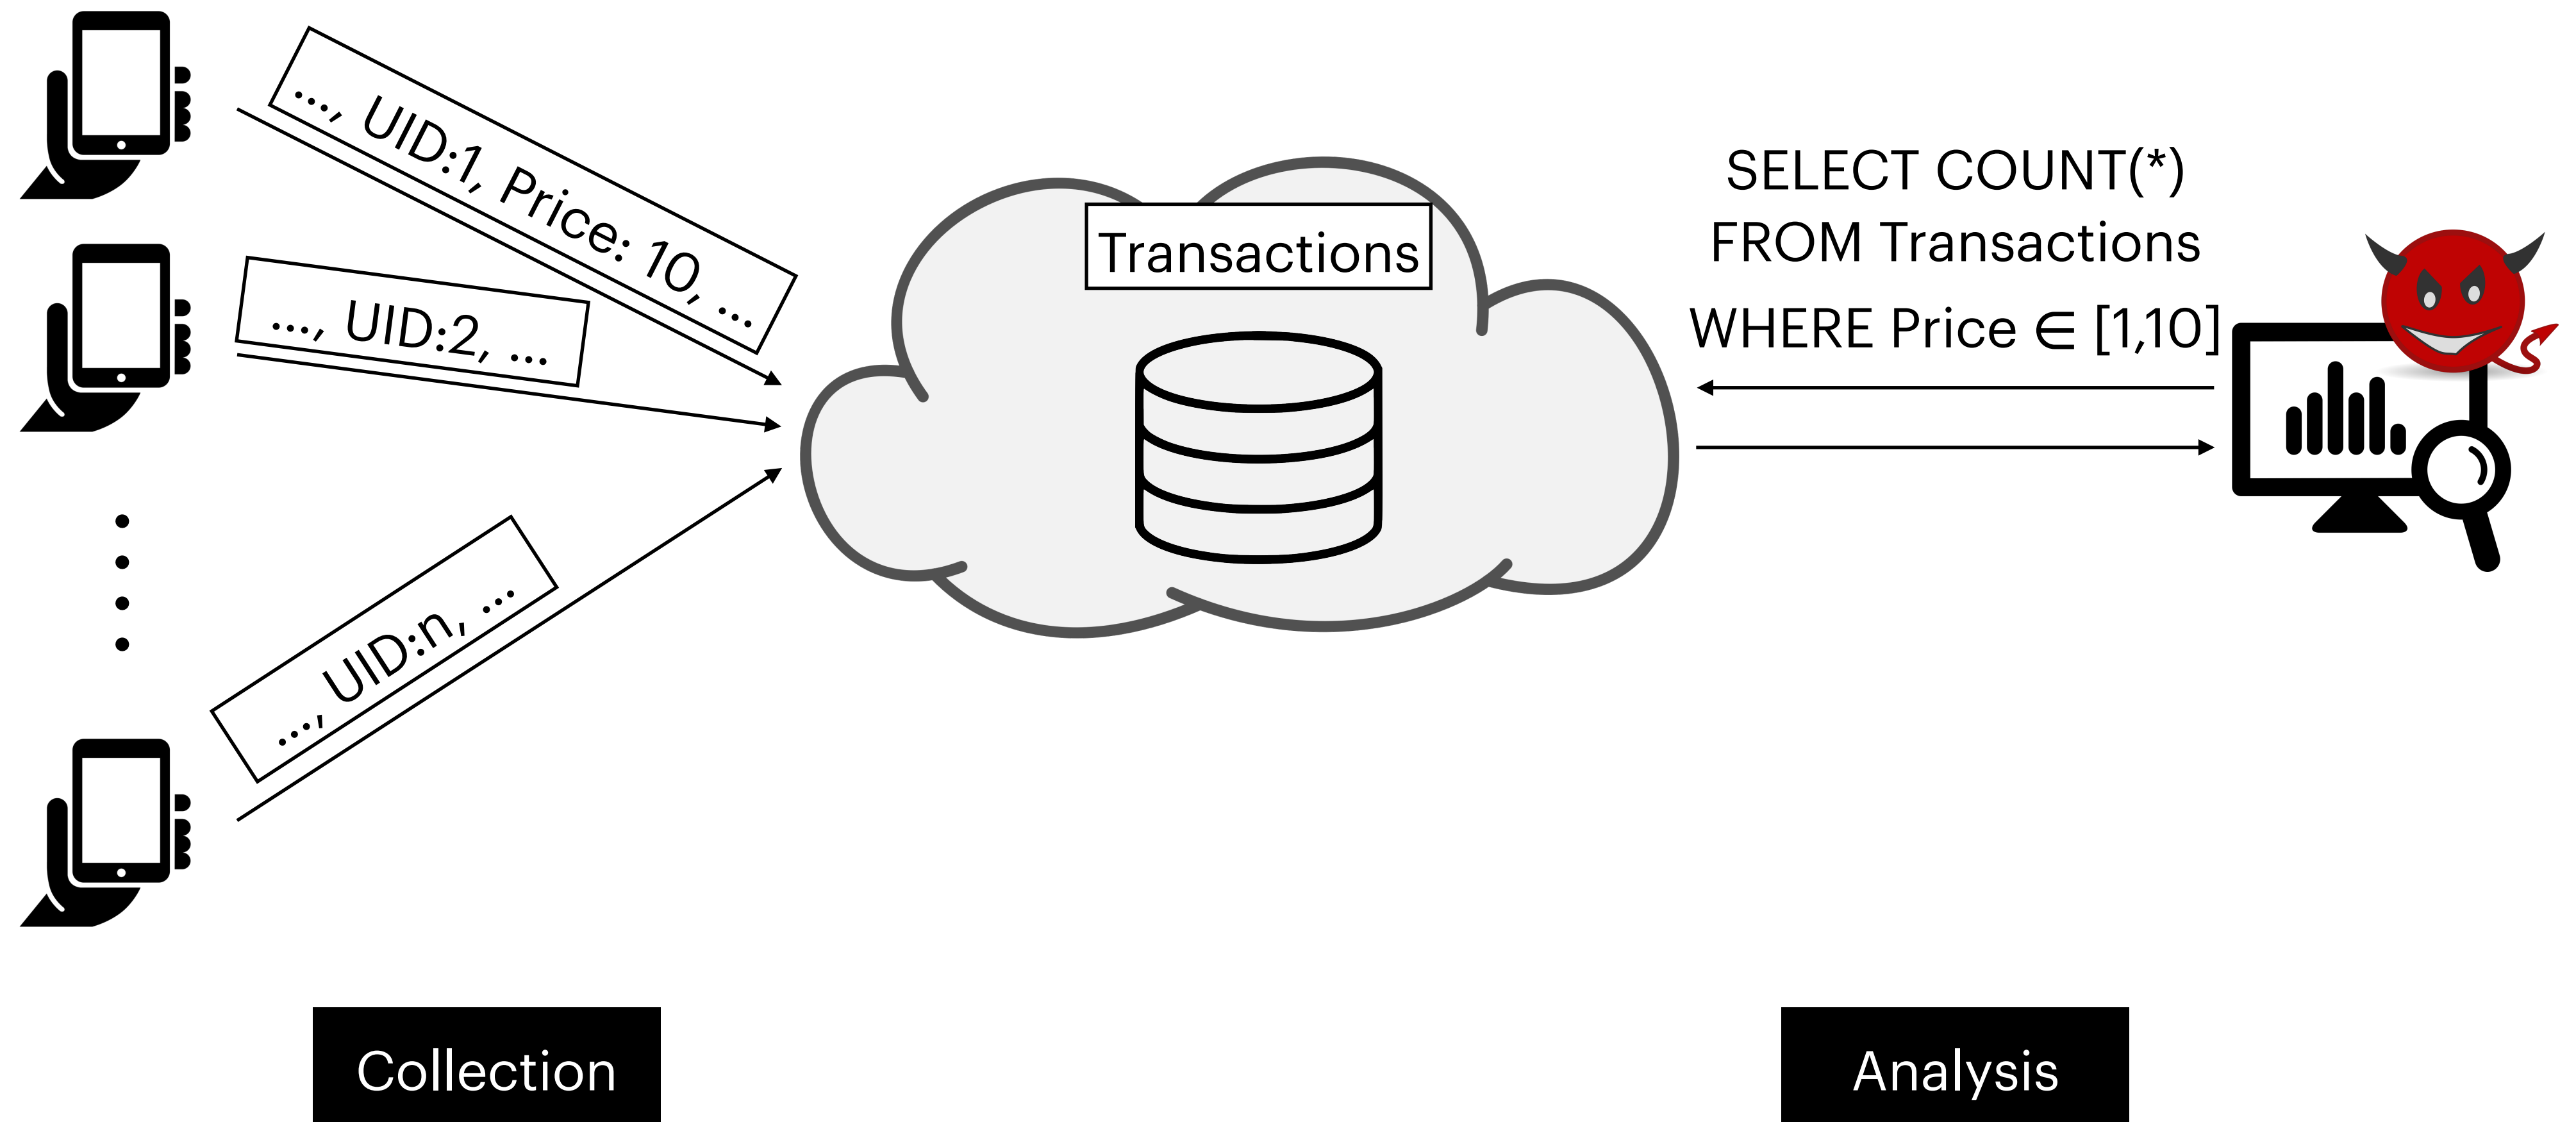 ..., UID:1, Price: 10, ...
..., UID:2, ...
..., UID:n, ...
Transactions
SELECT COUNT(*)
FROM Transactions
WHERE Price ∈ [1,10]
Collection
Analysis